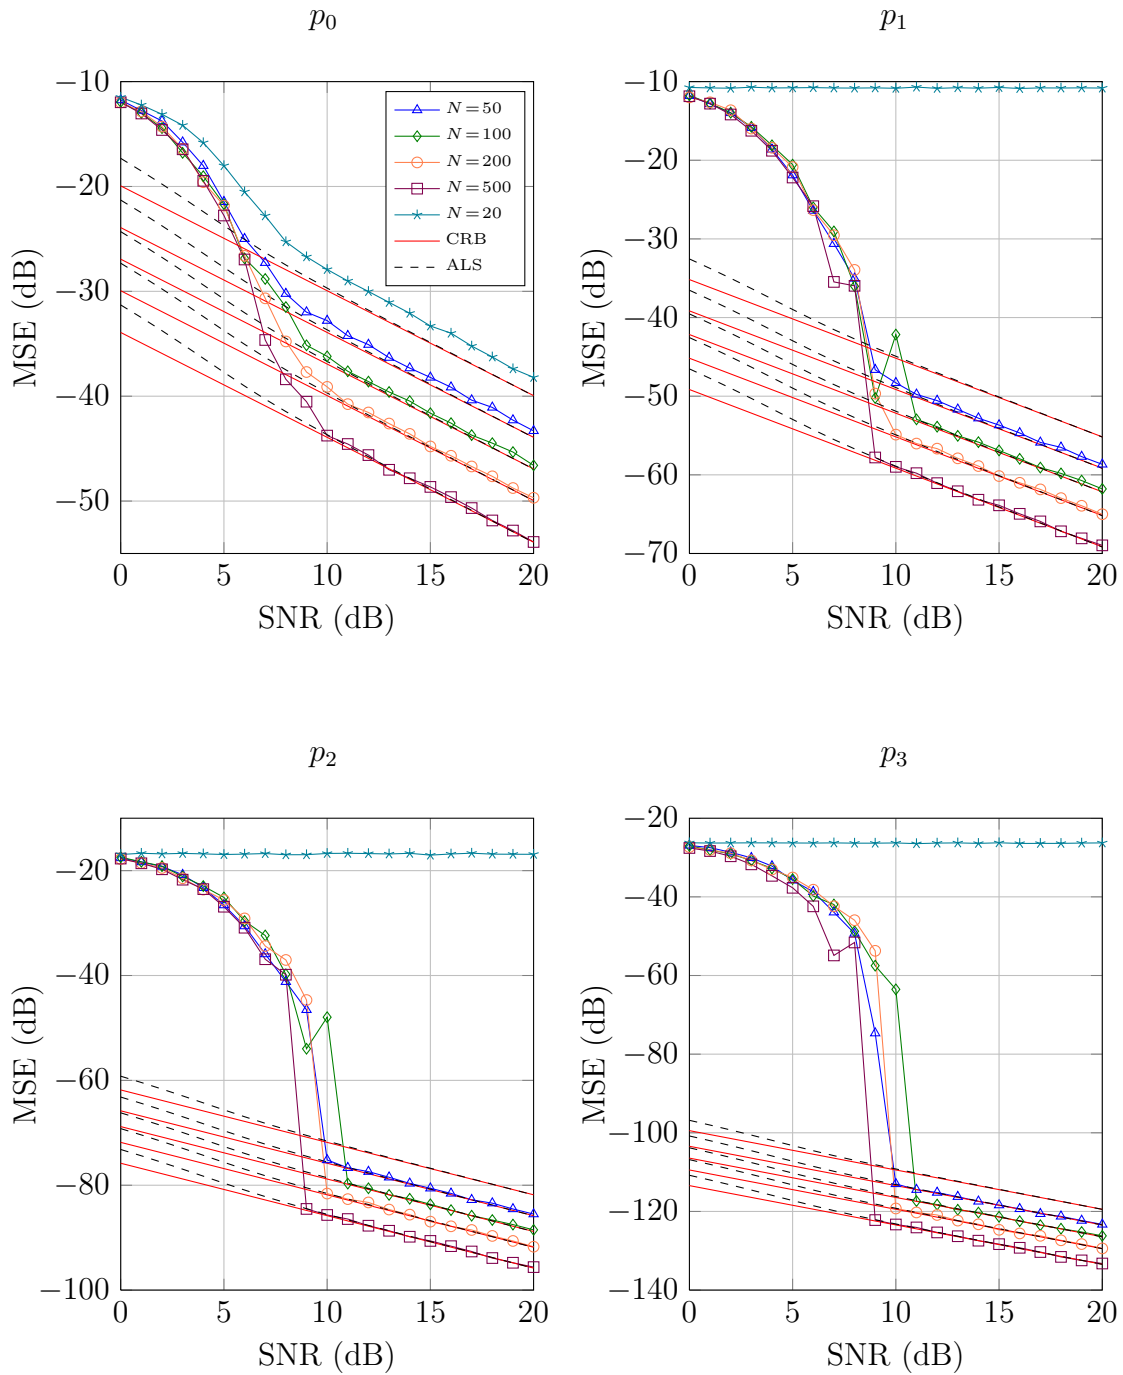 p₀
−10
−20
−30
−40
−50
0 5 10 15 20
SNR (dB)
MSE (dB)
N = 50
N = 100
N = 200
N = 500
N = 20
CRB
ALS
p₁
−10
−20
−30
−40
−50
−60
−70
0 5 10 15 20
SNR (dB)
MSE (dB)
p₂
−20
−40
−60
−80
−100
0 5 10 15 20
SNR (dB)
MSE (dB)
p₃
−20
−40
−60
−80
−100
−120
−140
0 5 10 15 20
SNR (dB)
MSE (dB)